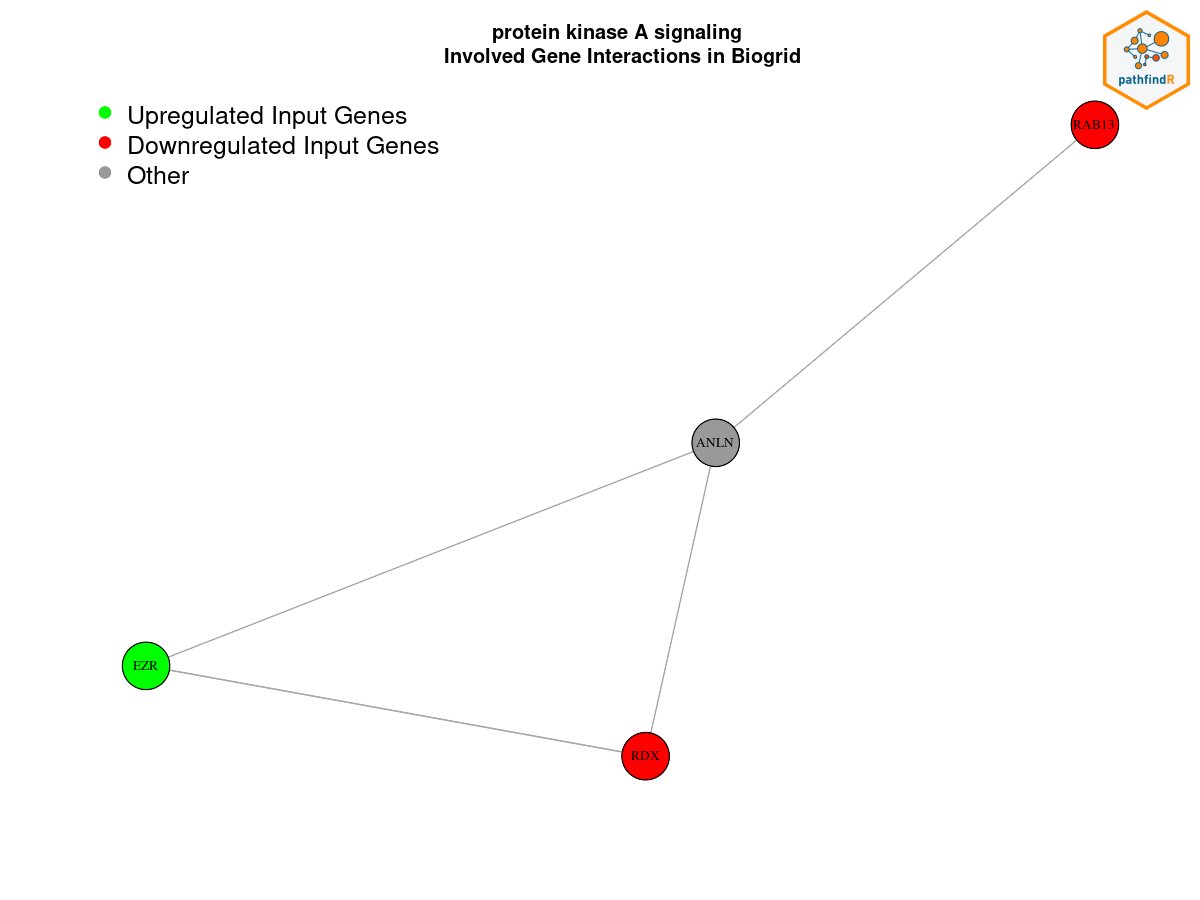 protein kinase A signaling
Involved Gene Interactions in Biogrid
pathfindR
Upregulated Input Genes
Downregulated Input Genes
Other
RAB13
ANLN
EZR
RDX